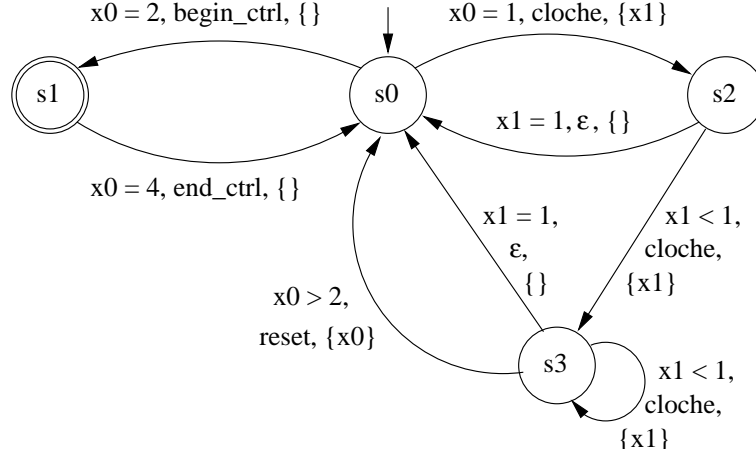 x0 = 2, begin_ctrl, {}
x0 = 1, cloche, {x1}
s1
s0
s2
x1 = 1, ε, {}
x0 = 4, end_ctrl, {}
x1 = 1,
ε,
{}
x1 < 1,
cloche,
{x1}
x0 > 2,
reset, {x0}
s3
x1 < 1,
cloche,
{x1}